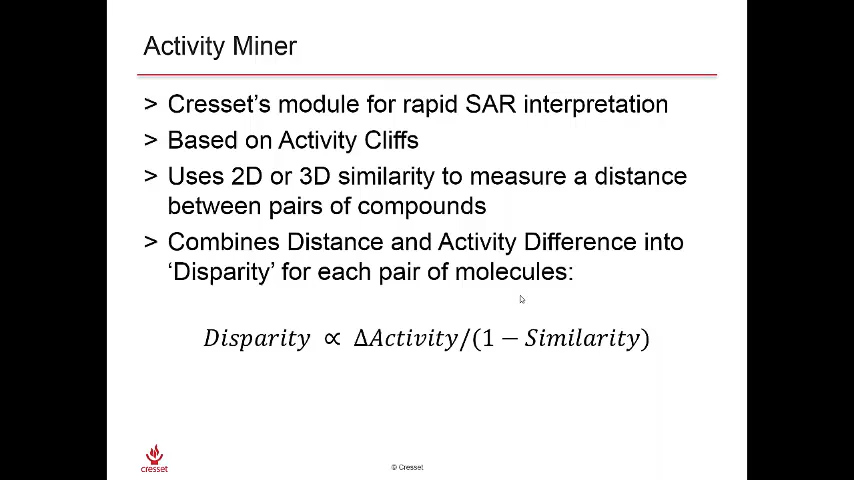 Activity Miner
> Cresset's module for rapid SAR interpretation
> Based on Activity Cliffs
> Uses 2D or 3D similarity to measure a distance
between pairs of compounds
> Combines Distance and Activity Difference into
‘Disparity’ for each pair of molecules:
Disparity ∝ ΔActivity/(1 − Similarity)
cresset
© Cresset